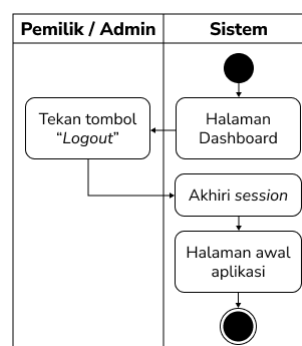 Pemilik / Admin
Sistem
Halaman
Dashboard
Tekan tombol
“Logout”
Akhiri session
Halaman awal
aplikasi